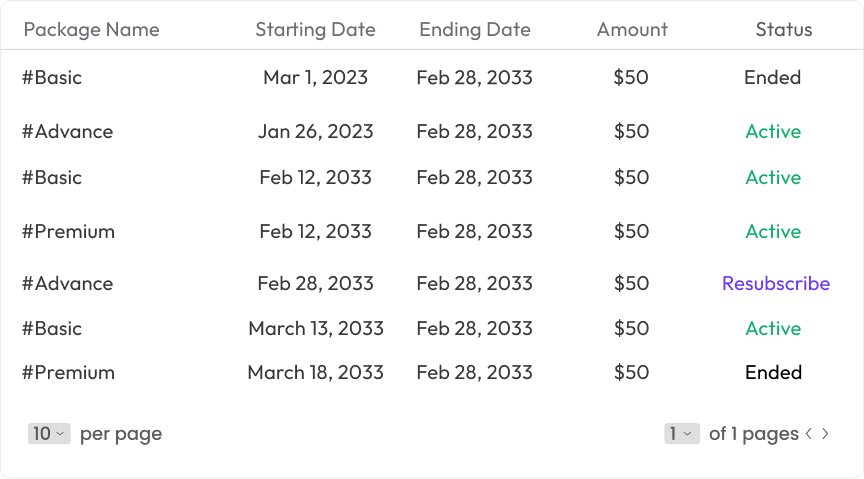 Package Name Starting Date Ending Date Amount Status
#Basic Mar 1, 2023 Feb 28, 2033 $50 Ended
#Advance Jan 26, 2023 Feb 28, 2033 $50 Active
#Basic Feb 12, 2033 Feb 28, 2033 $50 Active
#Premium Feb 12, 2033 Feb 28, 2033 $50 Active
#Advance Feb 28, 2033 Feb 28, 2033 $50 Resubscribe
#Basic March 13, 2033 Feb 28, 2033 $50 Active
#Premium March 18, 2033 Feb 28, 2033 $50 Ended
10 per page 1 of 1 pages